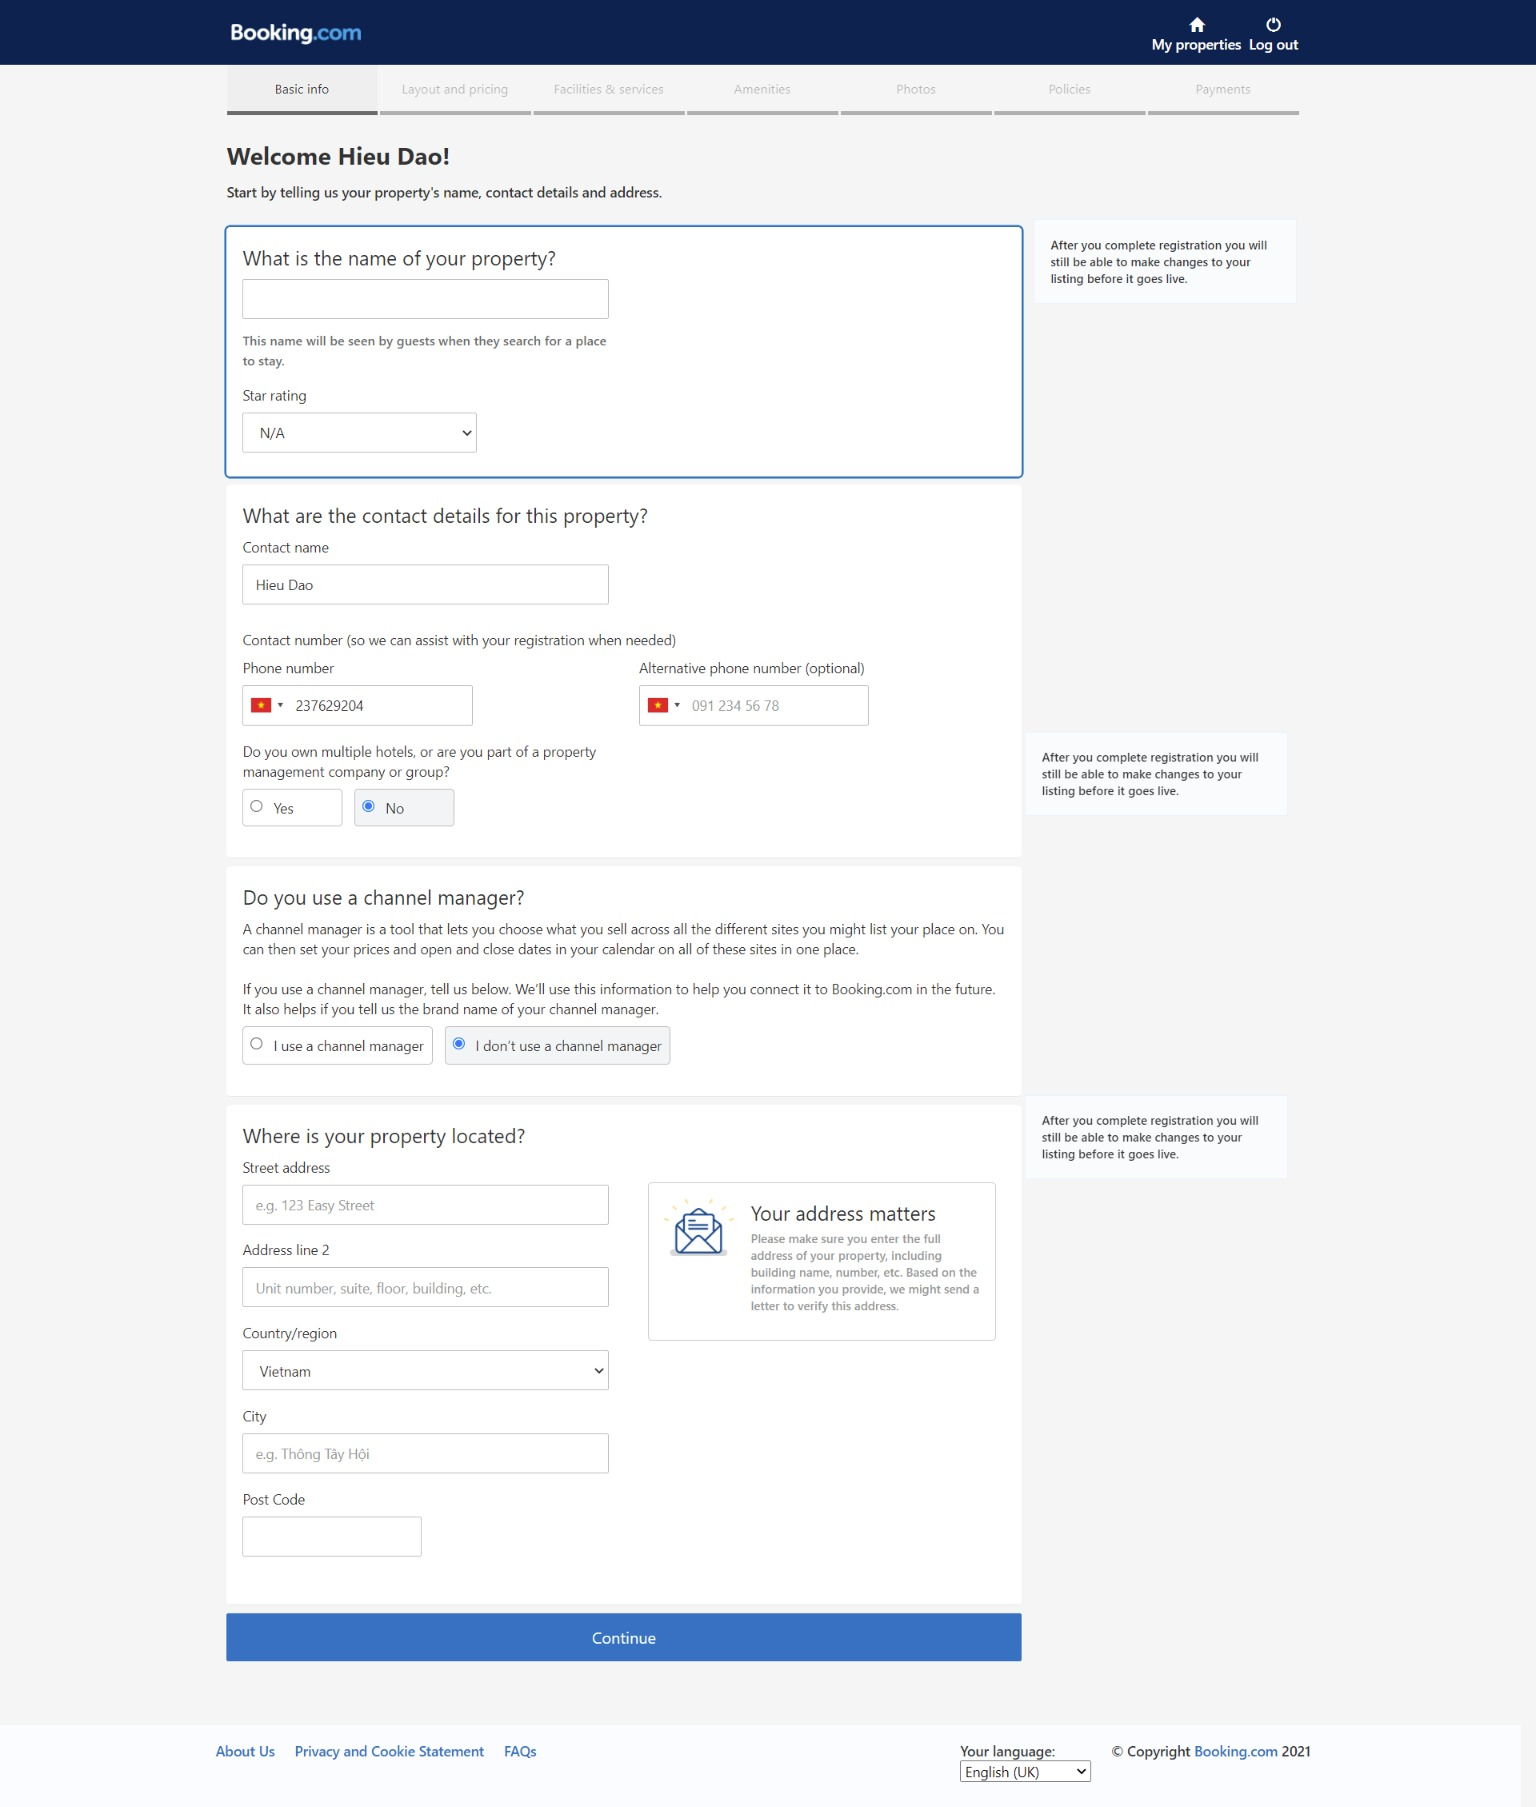 Booking.com
My properties
Log out
Basic info
Layout and pricing
Facilities & services
Amenities
Photos
Policies
Payments
Welcome Hieu Dao!
Start by telling us your property's name, contact details and address.
What is the name of your property?
This name will be seen by guests when they search for a place
to stay.
Star rating
N/A
After you complete registration you will
still be able to make changes to your
listing before it goes live.
What are the contact details for this property?
Contact name
Hieu Dao
Contact number (so we can assist with your registration when needed)
Phone number
237629204
Alternative phone number (optional)
091 234 56 78
Do you own multiple hotels, or are you part of a property
management company or group?
Yes
No
After you complete registration you will
still be able to make changes to your
listing before it goes live.
Do you use a channel manager?
A channel manager is a tool that lets you choose what you sell across all the different sites you might list your place on. You
can then set your prices and open and close dates in your calendar on all of these sites in one place.
If you use a channel manager, tell us below. We'll use this information to help you connect it to Booking.com in the future.
It also helps if you tell us the brand name of your channel manager.
I use a channel manager
I don't use a channel manager
Where is your property located?
Street address
e.g. 123 Easy Street
Address line 2
Unit number, suite, floor, building, etc.
Country/region
Vietnam
City
e.g. Thông Tây Hội
Post Code
Your address matters
Please make sure you enter the full
address of your property, including
building name, number, etc. Based on the
information you provide, we might send a
letter to verify this address.
After you complete registration you will
still be able to make changes to your
listing before it goes live.
Continue
About Us
Privacy and Cookie Statement
FAQs
Your language:
English (UK)
© Copyright Booking.com 2021